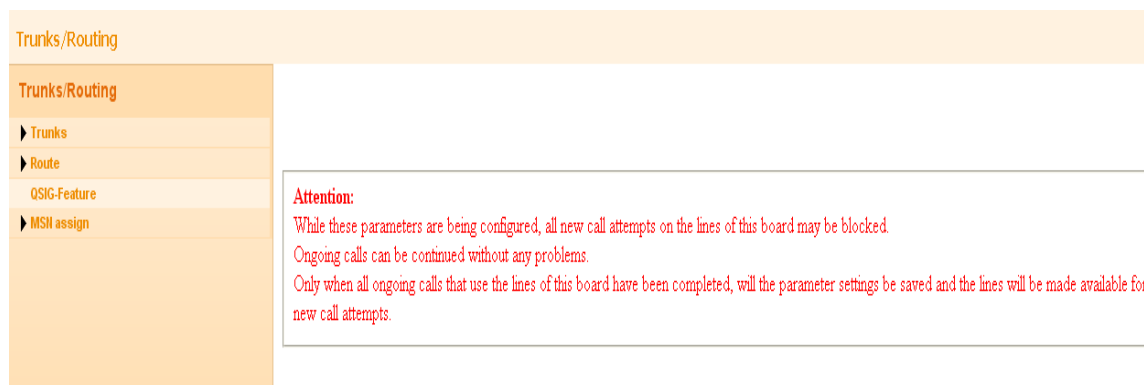 Trunks/Routing
Trunks/Routing
Trunks
Route
QSIG-Feature
MSN assign
Attention:
While these parameters are being configured, all new call attempts on the lines of this board may be blocked.
Ongoing calls can be continued without any problems.
Only when all ongoing calls that use the lines of this board have been completed, will the parameter settings be saved and the lines will be made available for
new call attempts.